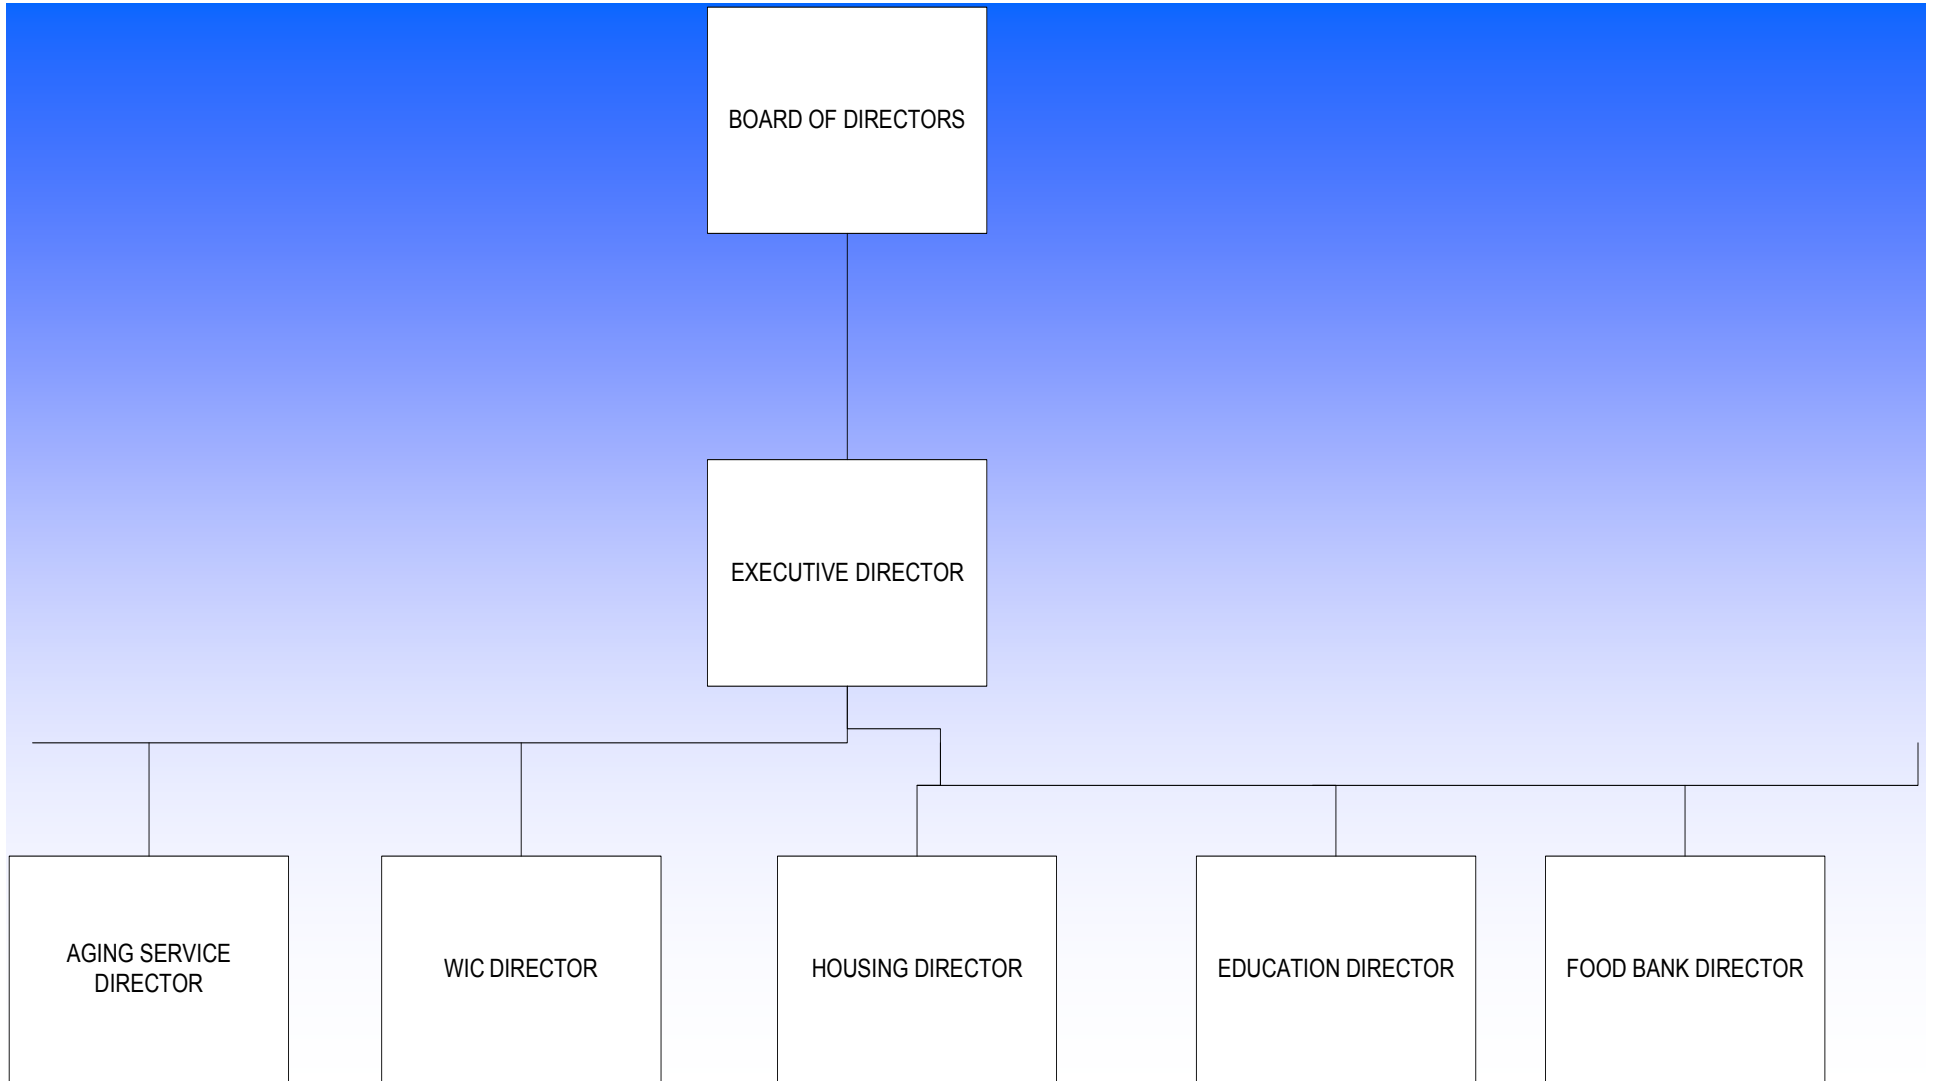 BOARD OF DIRECTORS
EXECUTIVE DIRECTOR
AGING SERVICE
DIRECTOR
WIC DIRECTOR
HOUSING DIRECTOR
EDUCATION DIRECTOR
FOOD BANK DIRECTOR